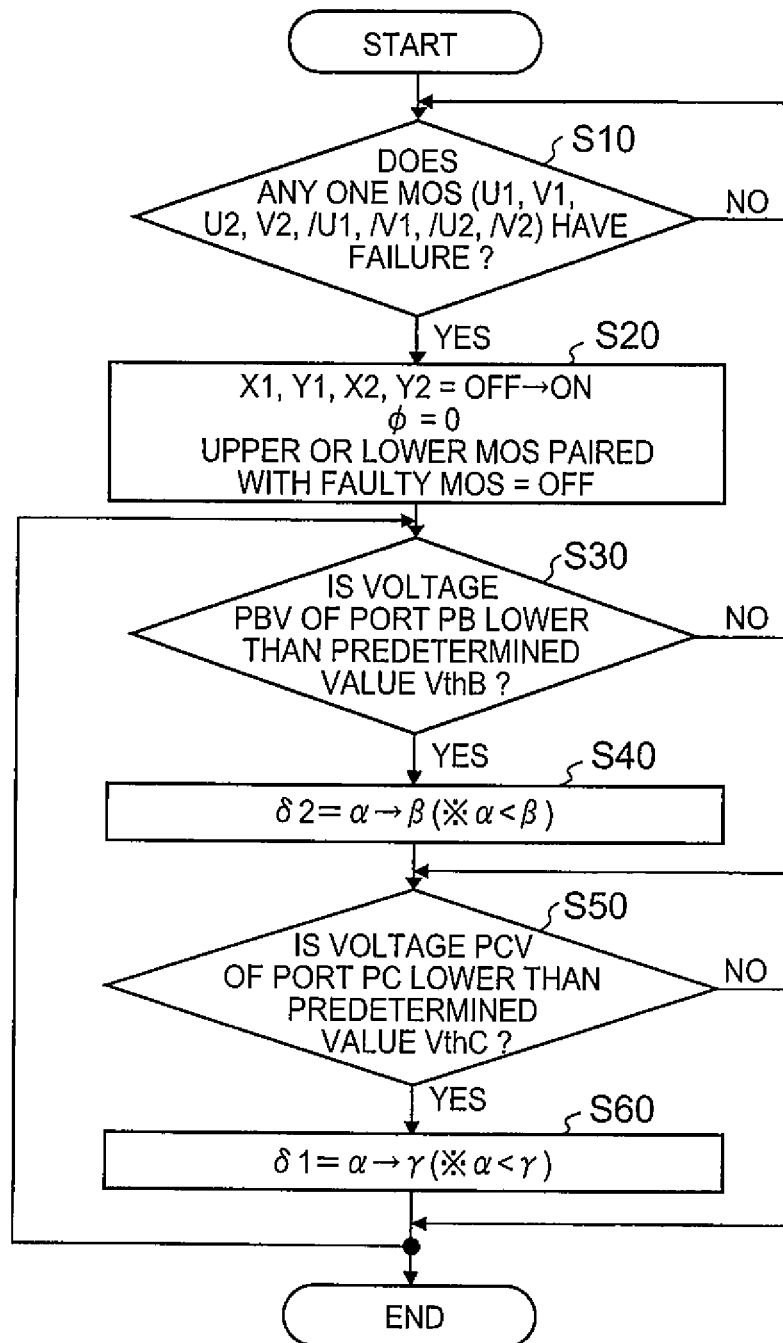 START
S10
DOES
ANY ONE MOS (U1, V1,
U2, V2, /U1, /V1, /U2, /V2) HAVE
FAILURE ?
NO
YES
S20
X1, Y1, X2, Y2 = OFF→ON
ϕ = 0
UPPER OR LOWER MOS PAIRED
WITH FAULTY MOS = OFF
S30
IS VOLTAGE
PBV OF PORT PB LOWER
THAN PREDETERMINED
VALUE VthB ?
NO
YES
S40
δ2=α→β(※α<β)
S50
IS VOLTAGE PCV
OF PORT PC LOWER THAN
PREDETERMINED
VALUE VthC ?
NO
YES
S60
δ1=α→γ(※α<γ)
END